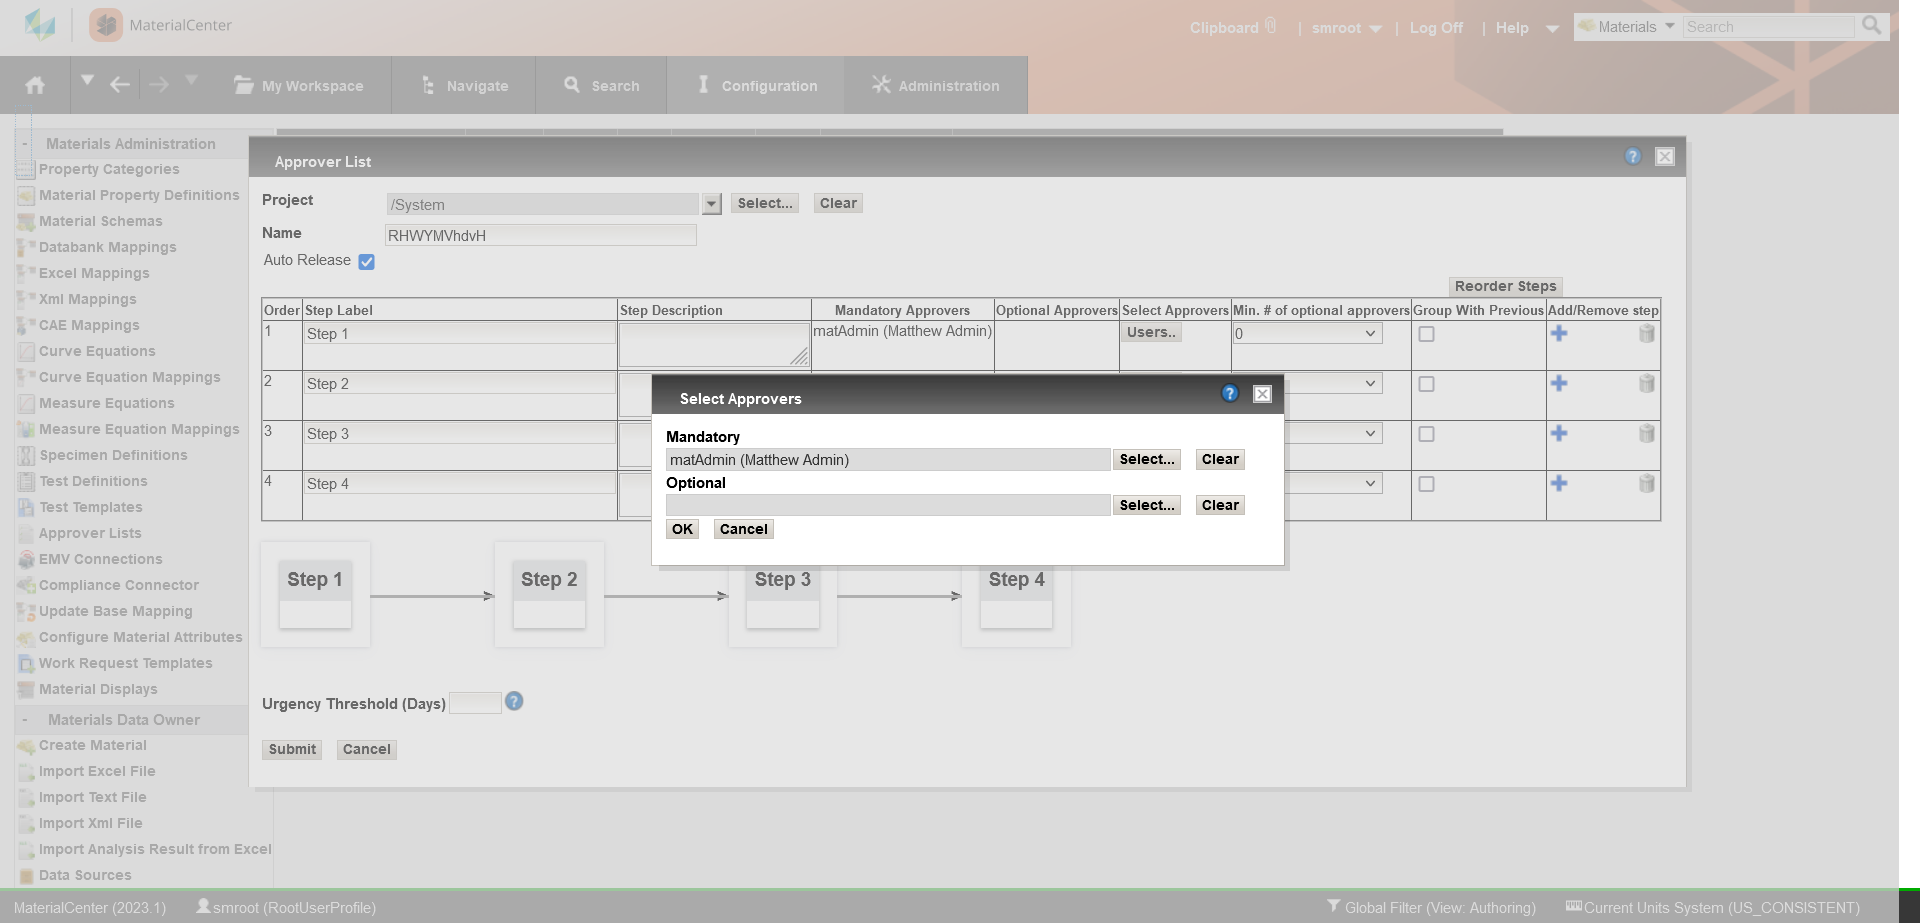 MaterialCenter
Clipboard | smroot | Log Off | Help Materials Search
My Workspace Navigate Search Configuration Administration
- Materials Administration
Property Categories
Material Property Definitions
Material Schemas
Databank Mappings
Excel Mappings
Xml Mappings
CAE Mappings
Curve Equations
Curve Equation Mappings
Measure Equations
Measure Equation Mappings
Specimen Definitions
Test Definitions
Test Templates
Approver Lists
EMV Connections
Compliance Connector
Update Base Mapping
Configure Material Attributes
Work Request Templates
Material Displays
- Materials Data Owner
Create Material
Import Excel File
Import Text File
Import Xml File
Import Analysis Result from Excel
Data Sources
Approver List ?
Project /System Select... Clear
Name RHWYMVhdvH
Auto Release
Reorder Steps
Order Step Label Step Description Mandatory Approvers Optional Approvers Select Approvers Min. # of optional approvers Group With Previous Add/Remove step
1 Step 1 matAdmin (Matthew Admin) Users.. 0
2 Step 2
3 Step 3
4 Step 4
Select Approvers ?
Mandatory
matAdmin (Matthew Admin) Select... Clear
Optional
Select... Clear
OK Cancel
Step 1 Step 2 Step 3 Step 4
Urgency Threshold (Days) ?
Submit Cancel
MaterialCenter (2023.1) smroot (RootUserProfile) Global Filter (View: Authoring) Current Units System (US_CONSISTENT)